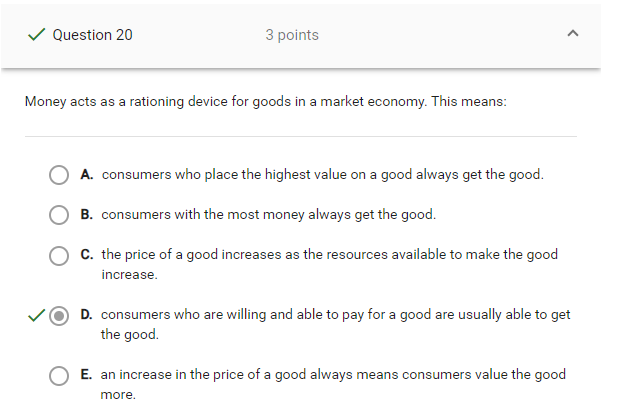 Question 20 3 points
Money acts as a rationing device for goods in a market economy. This means:
A. consumers who place the highest value on a good always get the good.
B. consumers with the most money always get the good.
C. the price of a good increases as the resources available to make the good
increase.
D. consumers who are willing and able to pay for a good are usually able to get
the good.
E. an increase in the price of a good always means consumers value the good
more.